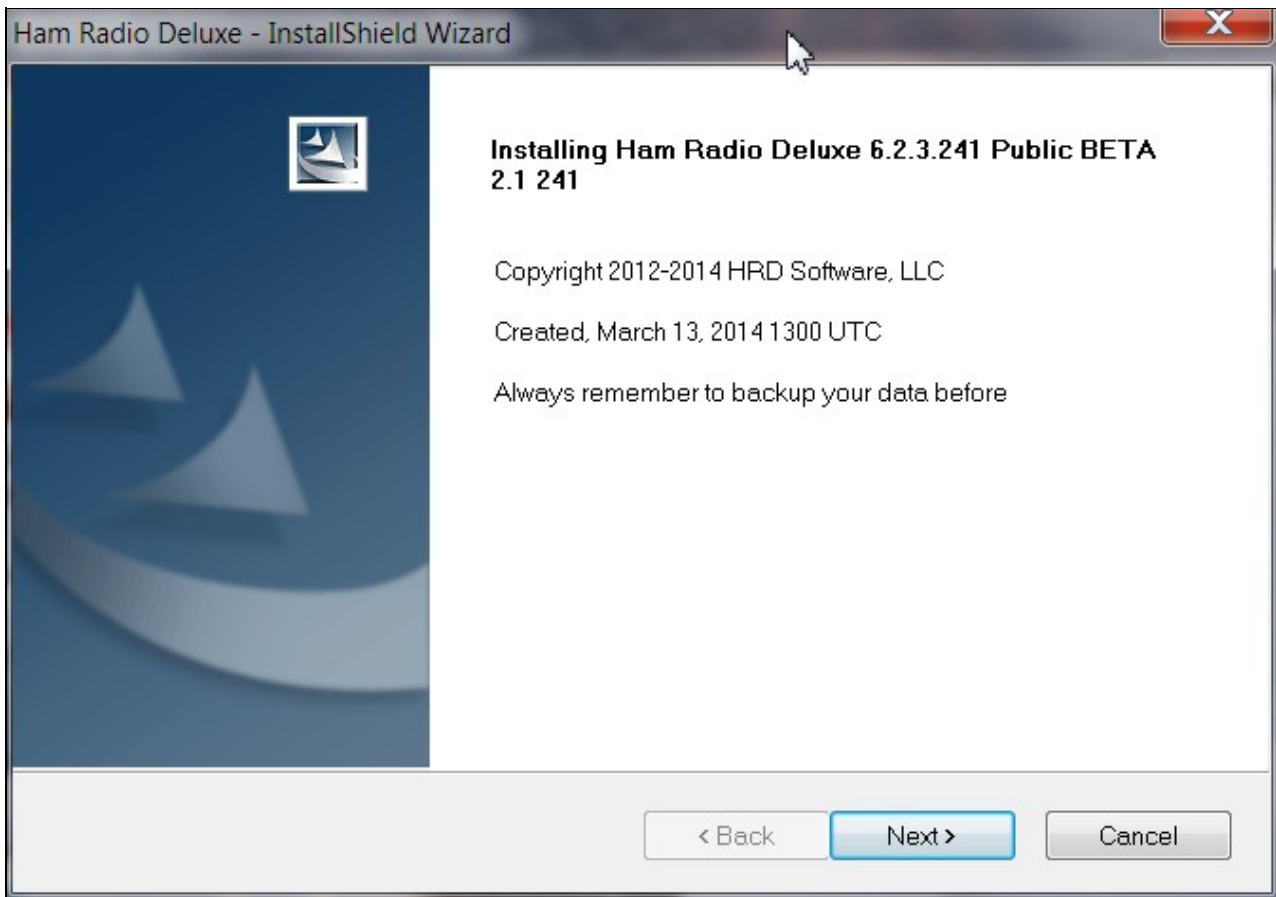 Ham Radio Deluxe - InstallShield Wizard
X
Installing Ham Radio Deluxe 6.2.3.241 Public BETA
2.1 241
Copyright 2012-2014 HRD Software, LLC
Created, March 13, 2014 1300 UTC
Always remember to backup your data before
< Back Next > Cancel